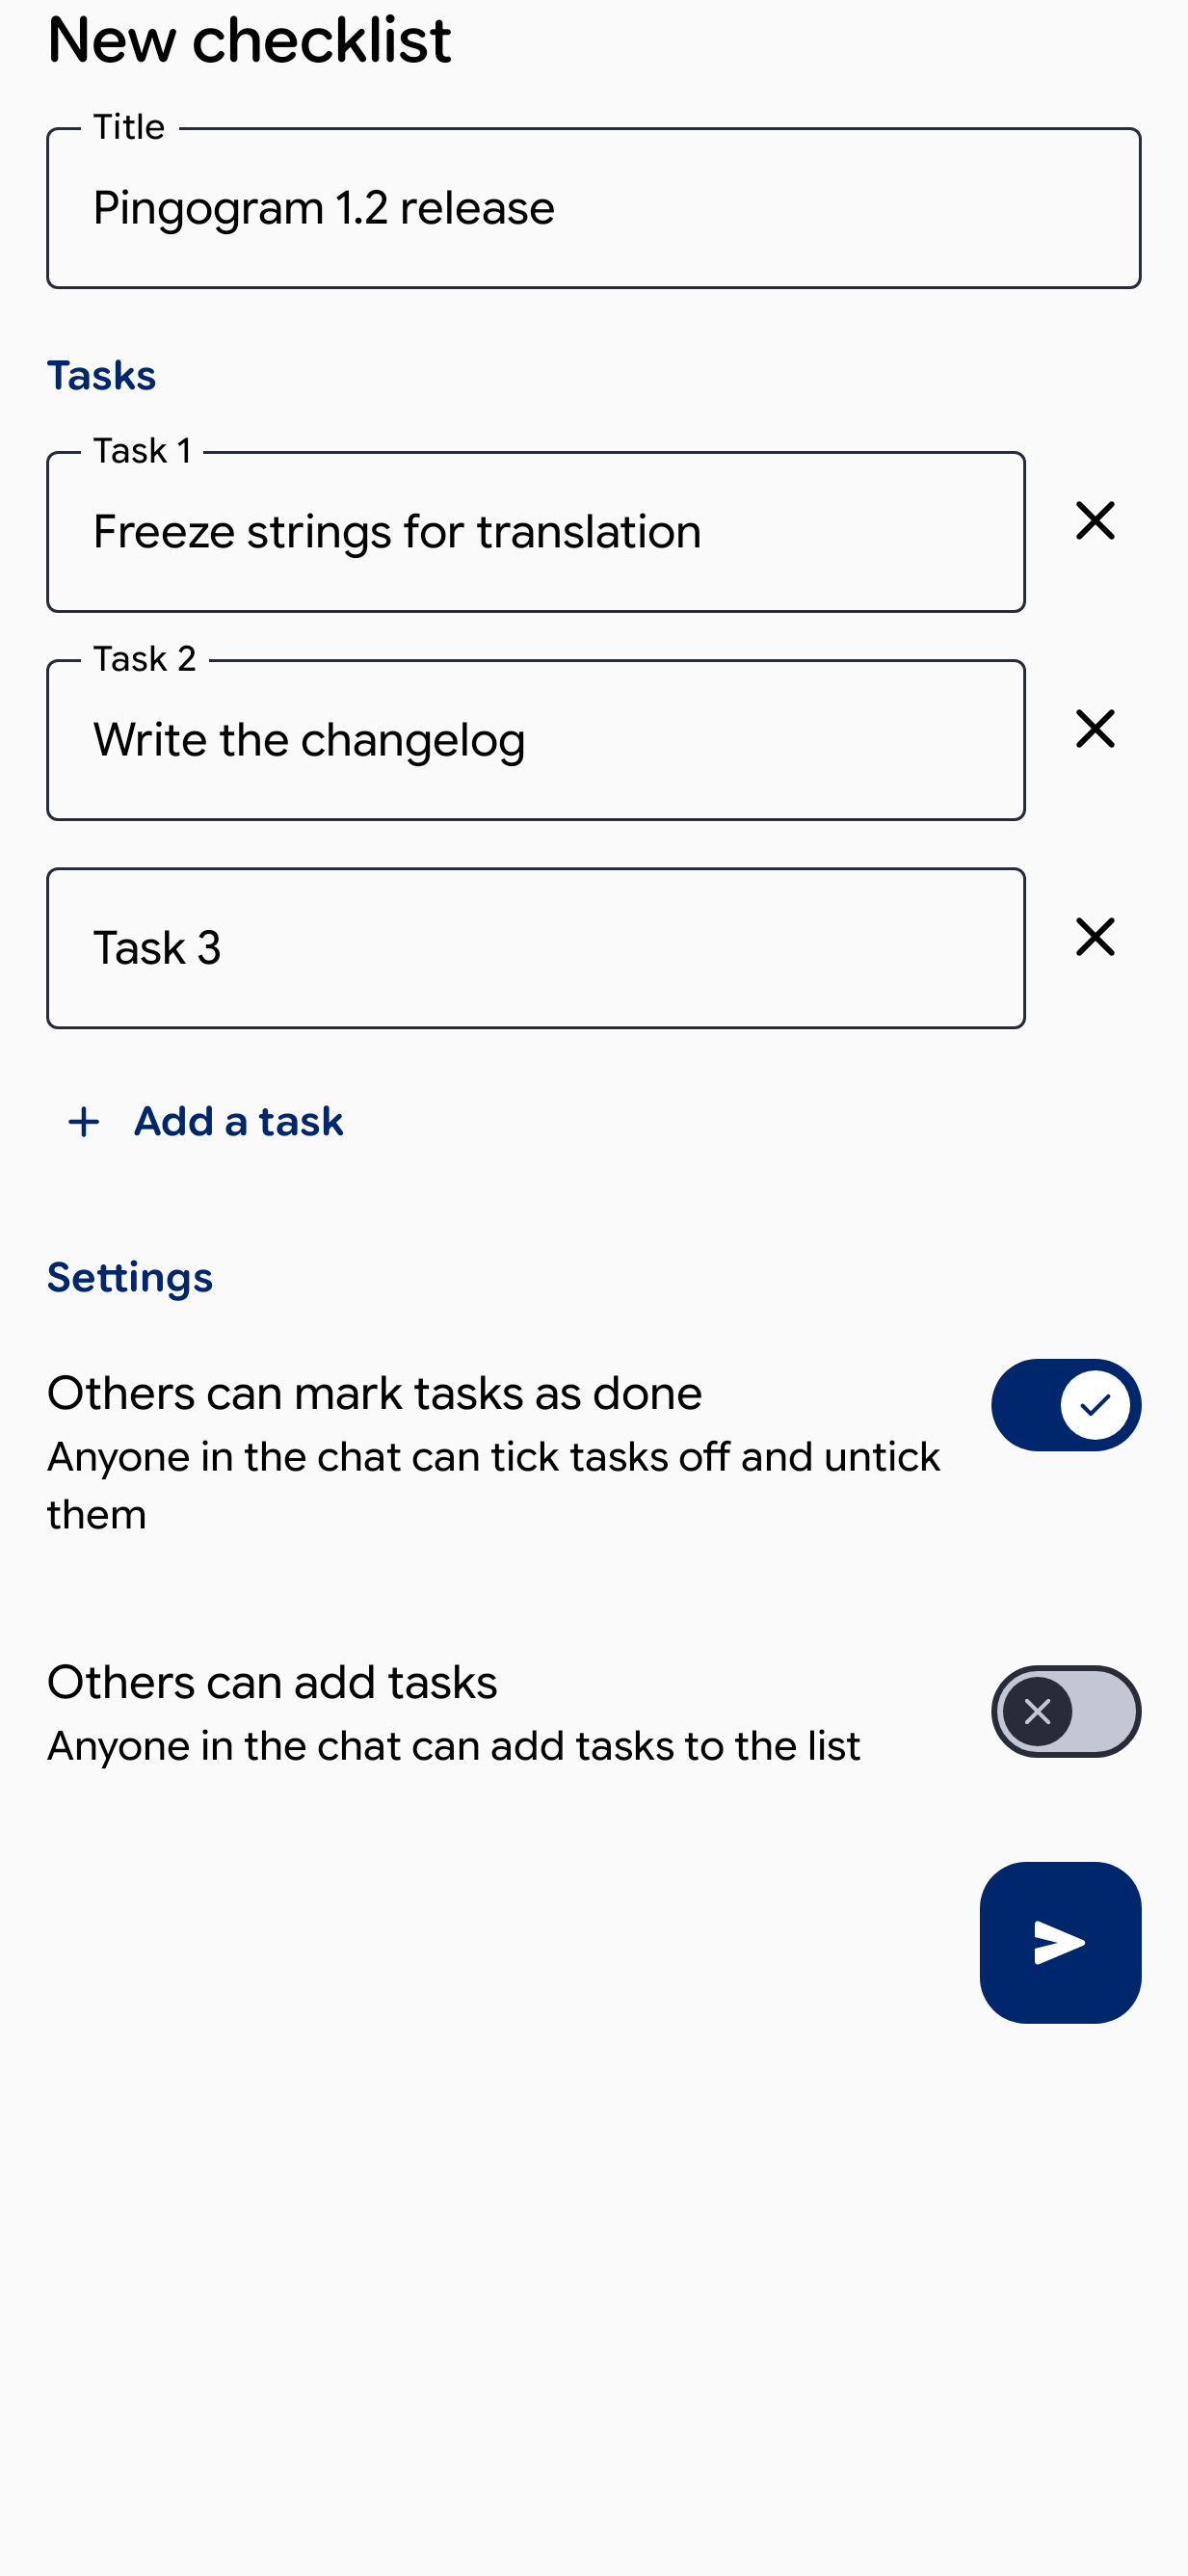 New checklist
Title
Pingogram 1.2 release
Tasks
Task 1
Freeze strings for translation
Task 2
Write the changelog
Task 3
Add a task
Settings
Others can mark tasks as done
Anyone in the chat can tick tasks off and untick
them
Others can add tasks
Anyone in the chat can add tasks to the list